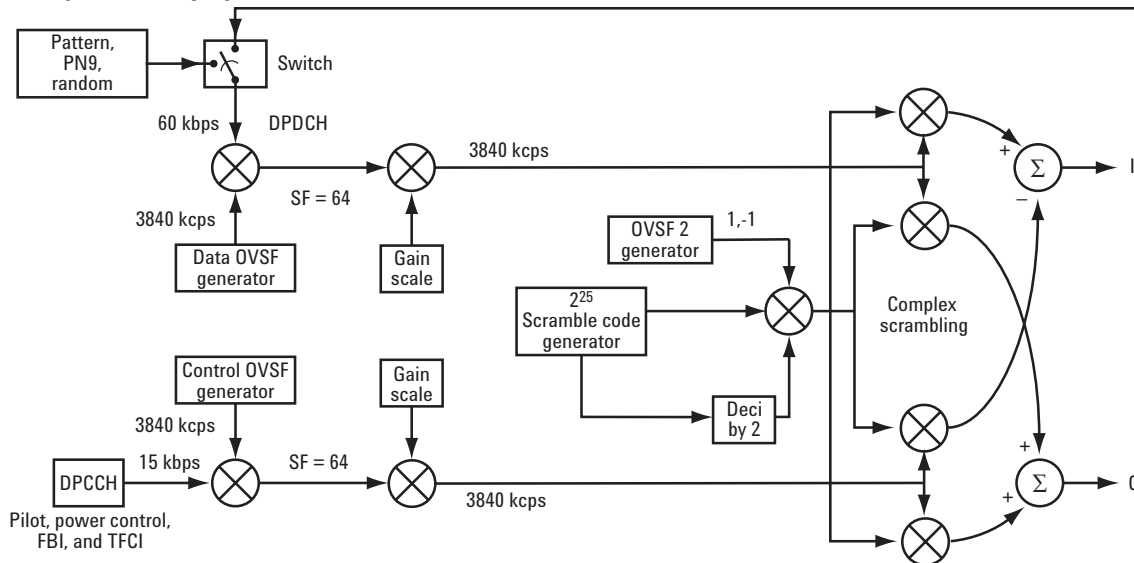 Pattern,
PN9,
random
Switch
60 kbps
DPDCH
3840 kcps
SF = 64
3840 kcps
Data OVSF
generator
Gain
scale
OVSF 2
generator
1,-1
2²⁵
Scramble code
generator
Deci
by 2
Complex
scrambling
+
Σ
−
I
Control OVSF
generator
Gain
scale
3840 kcps
15 kbps
SF = 64
DPCCH
3840 kcps
Pilot, power control,
FBI, and TFCI
+
Σ
+